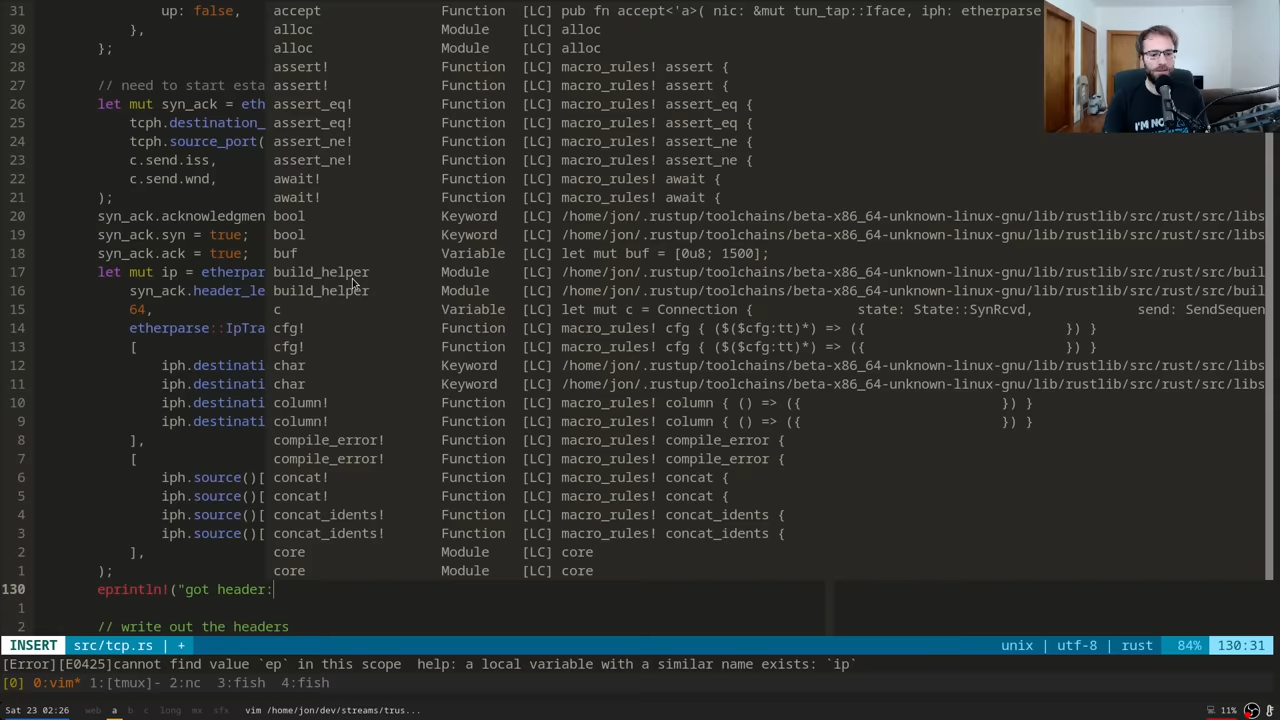 31 up: false, accept Function [LC] pub fn accept<'a>( nic: &mut tun_tap::Iface, iph: etherparse
30 }, alloc Module [LC] alloc
29 }; alloc Module [LC] alloc
28 assert! Function [LC] macro_rules! assert {
27 // need to start esta assert! Function [LC] macro_rules! assert {
26 let mut syn_ack = eth assert_eq! Function [LC] macro_rules! assert_eq {
25 tcph.destination_ assert_eq! Function [LC] macro_rules! assert_eq {
24 tcph.source_port( assert_ne! Function [LC] macro_rules! assert_ne {
23 c.send.iss, assert_ne! Function [LC] macro_rules! assert_ne {
22 c.send.wnd, await! Function [LC] macro_rules! await {
21 ); await! Function [LC] macro_rules! await {
20 syn_ack.acknowledgmen bool Keyword [LC] /home/jon/.rustup/toolchains/beta-x86_64-unknown-linux-gnu/lib/rustlib/src/rust/src/libs
19 syn_ack.syn = true; bool Keyword [LC] /home/jon/.rustup/toolchains/beta-x86_64-unknown-linux-gnu/lib/rustlib/src/rust/src/libs
18 syn_ack.ack = true; buf Variable [LC] let mut buf = [0u8; 1500];
17 let mut ip = etherpar build_helper Module [LC] /home/jon/.rustup/toolchains/beta-x86_64-unknown-linux-gnu/lib/rustlib/src/rust/src/buil
16 syn_ack.header_le build_helper Module [LC] /home/jon/.rustup/toolchains/beta-x86_64-unknown-linux-gnu/lib/rustlib/src/rust/src/buil
15 64, c Variable [LC] let mut c = Connection { state: State::SynRcvd, send: SendSequen
14 etherparse::IpTra cfg! Function [LC] macro_rules! cfg { ($($cfg:tt)*) => ({ }) }
13 [ cfg! Function [LC] macro_rules! cfg { ($($cfg:tt)*) => ({ }) }
12 iph.destinati char Keyword [LC] /home/jon/.rustup/toolchains/beta-x86_64-unknown-linux-gnu/lib/rustlib/src/rust/src/libs
11 iph.destinati char Keyword [LC] /home/jon/.rustup/toolchains/beta-x86_64-unknown-linux-gnu/lib/rustlib/src/rust/src/libs
10 iph.destinati column! Function [LC] macro_rules! column { () => ({ }) }
9 iph.destinati column! Function [LC] macro_rules! column { () => ({ }) }
8 ], compile_error! Function [LC] macro_rules! compile_error {
7 [ compile_error! Function [LC] macro_rules! compile_error {
6 iph.source()[ concat! Function [LC] macro_rules! concat {
5 iph.source()[ concat! Function [LC] macro_rules! concat {
4 iph.source()[ concat_idents! Function [LC] macro_rules! concat_idents {
3 iph.source()[ concat_idents! Function [LC] macro_rules! concat_idents {
2 ], core Module [LC] core
1 ); core Module [LC] core
130 eprintln!("got header:
1
2 // write out the headers
INSERT src/tcp.rs | + unix | utf-8 | rust 84% 130:31
[Error][E0425]cannot find value `ep` in this scope help: a local variable with a similar name exists: `ip`
[0] 0:vim* 1:[tmux]- 2:nc 3:fish 4:fish
Sat 23 02:26 web a b c long mx sfx vim /home/jon/dev/streams/trus... 11%
I'M NO